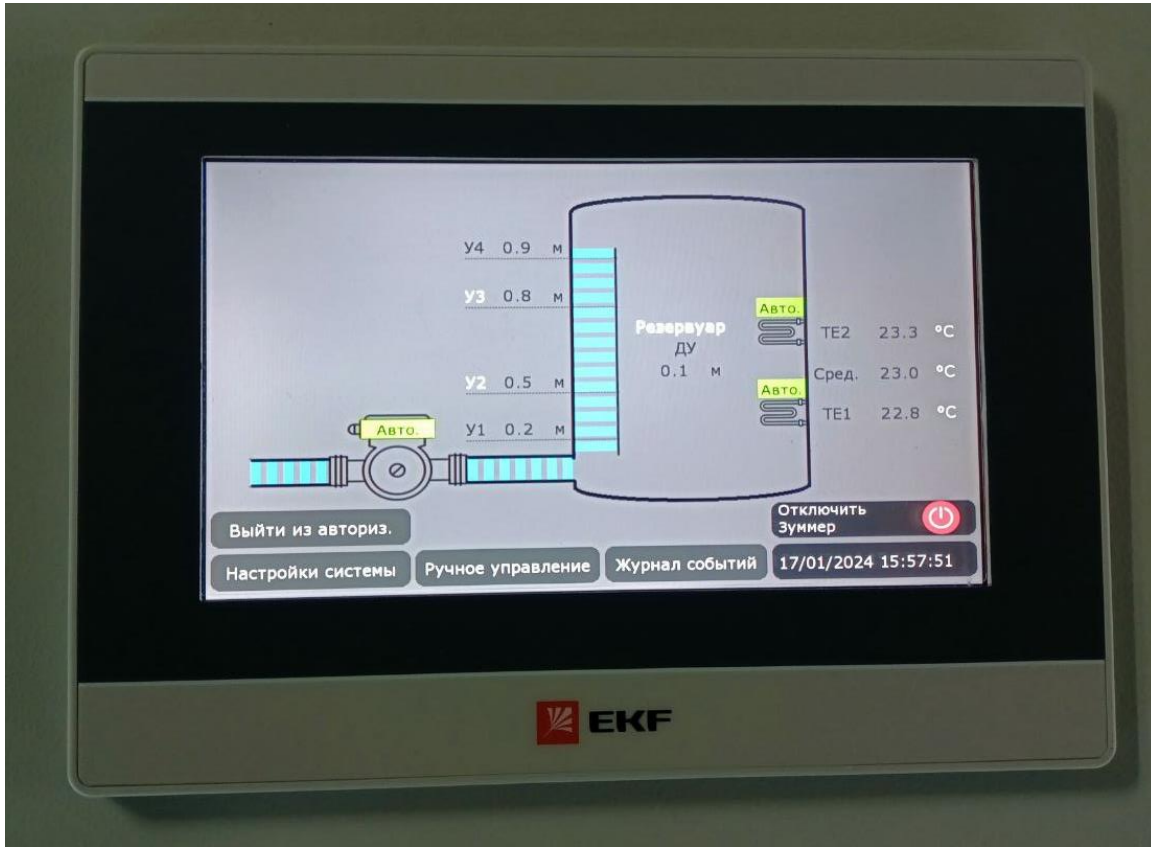 У4 0.9 м
У3 0.8 м
Авто.
Резервуар
ТЕ2 23.3 °C
ДУ
0.1 м
Сред. 23.0 °C
У2 0.5 м
Авто.
ТЕ1 22.8 °C
Авто.
У1 0.2 м
Выйти из авториз.
Отключить
Зуммер
Настройки системы
Ручное управление
Журнал событий
17/01/2024 15:57:51
EKF